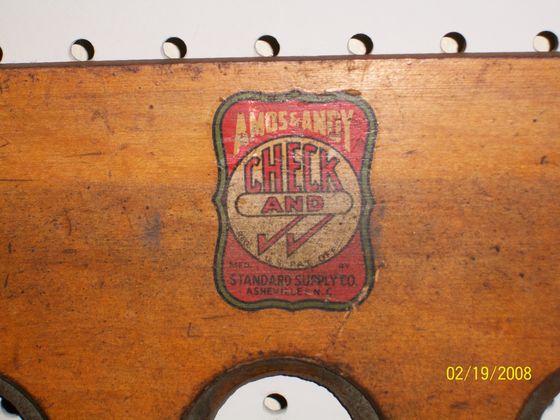 AMOS & ANDY
CHECK
AND
MFD. BY
STANDARD SUPPLY CO.
ASHEVILLE, N.C.
02/19/2008